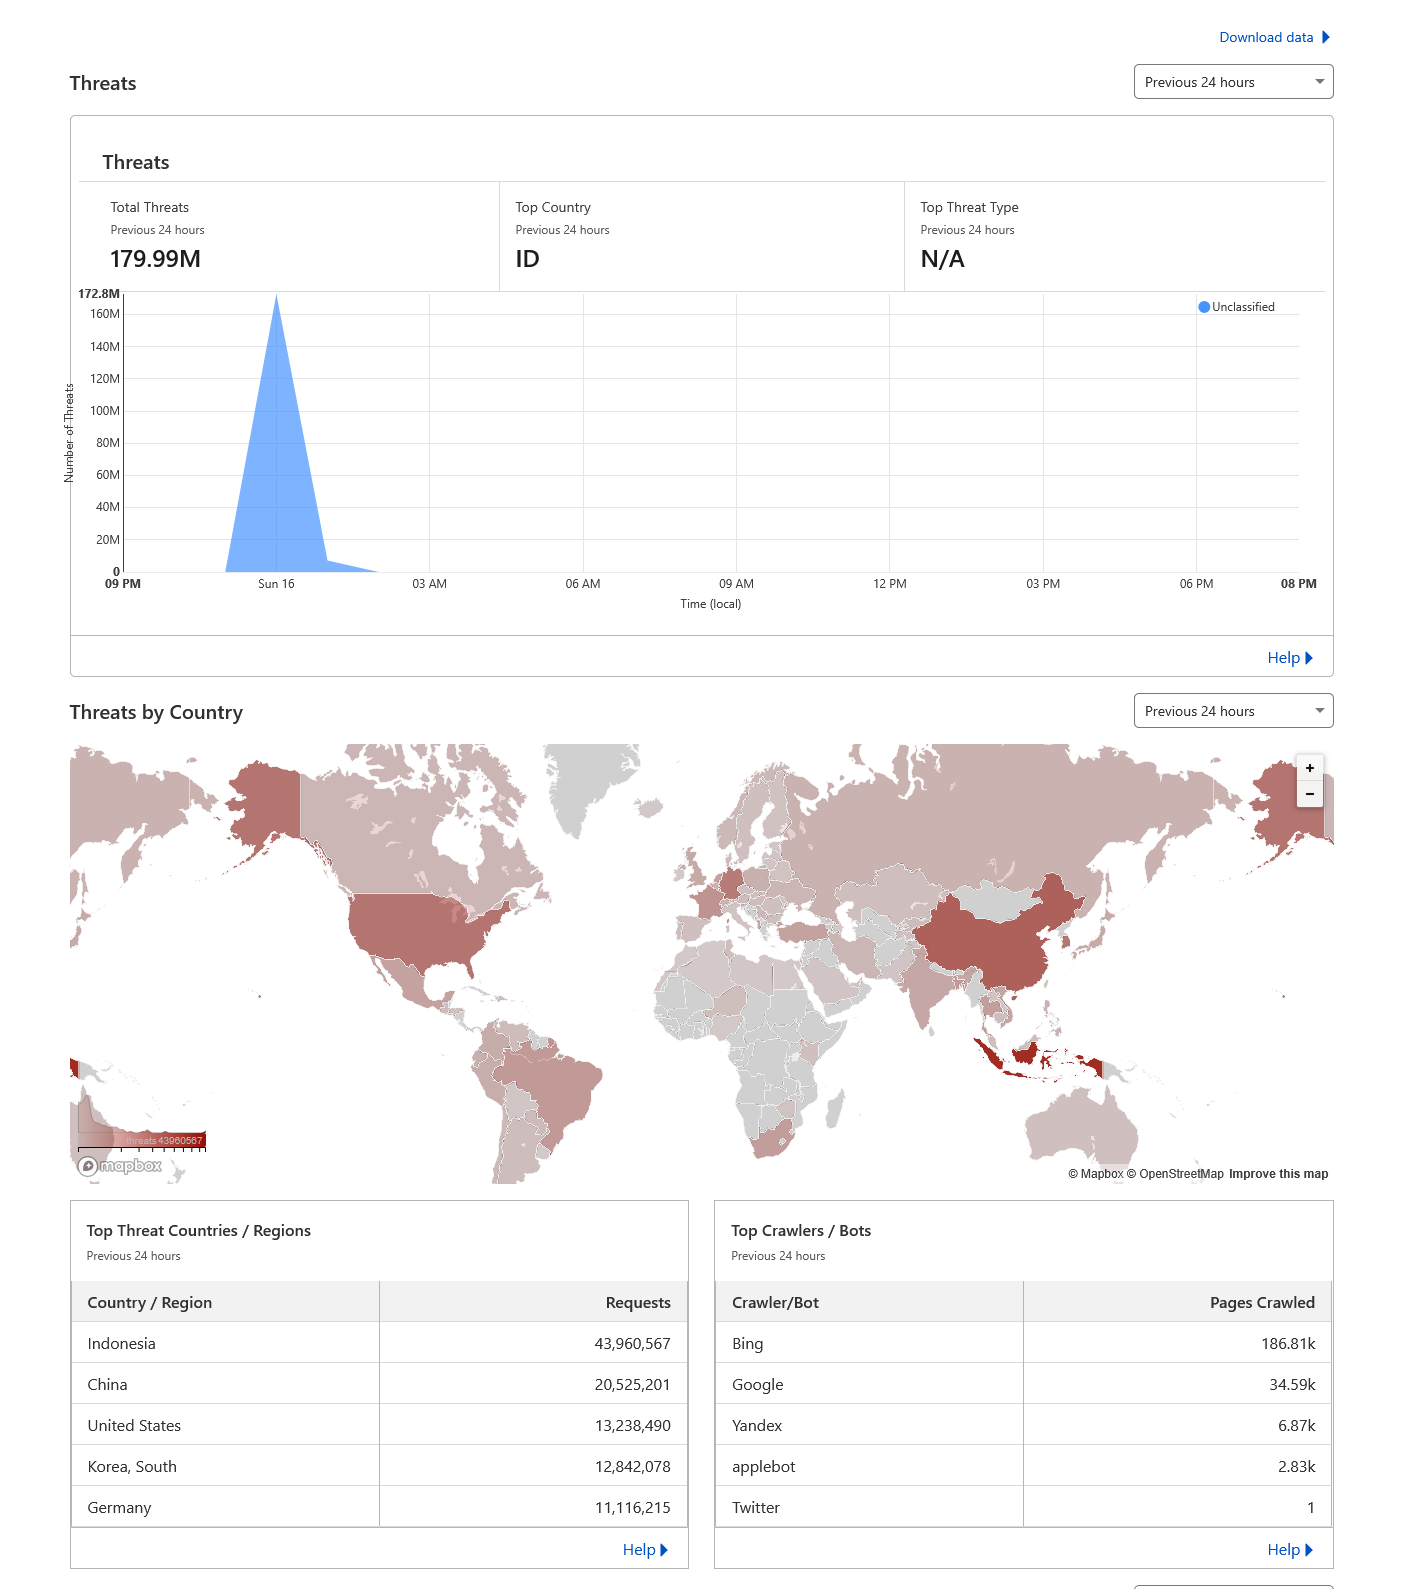 Download data
Threats
Previous 24 hours
Threats
Total Threats
Previous 24 hours
179.99M
Top Country
Previous 24 hours
ID
Top Threat Type
Previous 24 hours
N/A
172.8M
160M
140M
120M
100M
80M
60M
40M
20M
0
Number of Threats
Unclassified
09 PM
Sun 16
03 AM
06 AM
09 AM
12 PM
03 PM
06 PM
08 PM
Time (local)
Help
Threats by Country
Previous 24 hours
+
−
threats 43960567
mapbox
© Mapbox © OpenStreetMap Improve this map
Top Threat Countries / Regions
Previous 24 hours
Country / Region Requests
Indonesia 43,960,567
China 20,525,201
United States 13,238,490
Korea, South 12,842,078
Germany 11,116,215
Help
Top Crawlers / Bots
Previous 24 hours
Crawler/Bot Pages Crawled
Bing 186.81k
Google 34.59k
Yandex 6.87k
applebot 2.83k
Twitter 1
Help